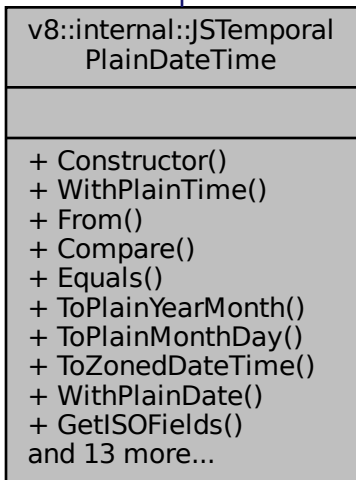 v8::internal::JSTemporal
PlainDateTime
+ Constructor()
+ WithPlainTime()
+ From()
+ Compare()
+ Equals()
+ ToPlainYearMonth()
+ ToPlainMonthDay()
+ ToZonedDateTime()
+ WithPlainDate()
+ GetISOFields()
and 13 more...